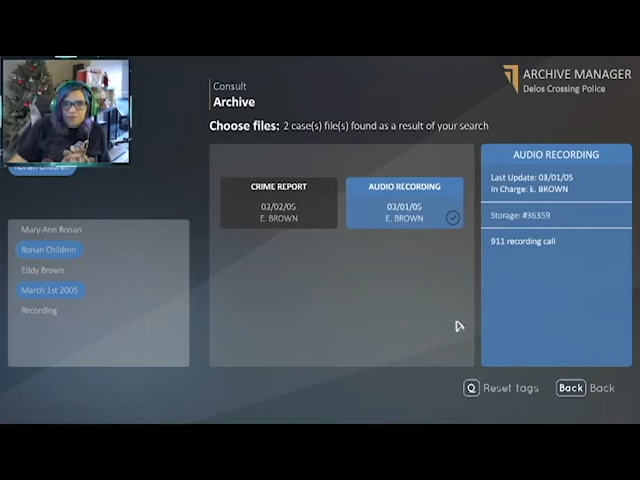 ARCHIVE MANAGER
Delos Crossing Police
Consult
Archive
Choose files: 2 case(s) file(s) found as a result of your search
Ronan Children
Mary-Ann Ronan
Ronan Children
Eddy Brown
March 1st 2005
Recording
CRIME REPORT
03/02/05
E. BROWN
AUDIO RECORDING
03/01/05
E. BROWN
AUDIO RECORDING
Last Update: 03/01/05
In Charge: E. BROWN
Storage: #36359
911 recording call
Q Reset tags
Back Back